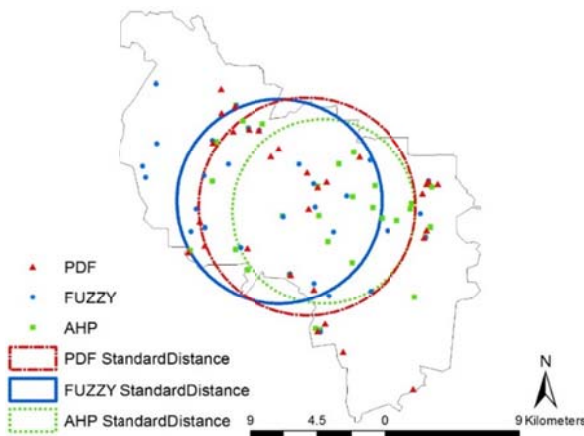 PDF
FUZZY
AHP
PDF StandardDistance
FUZZY StandardDistance
AHP StandardDistance
N
9 4.5 0 9 Kilometers